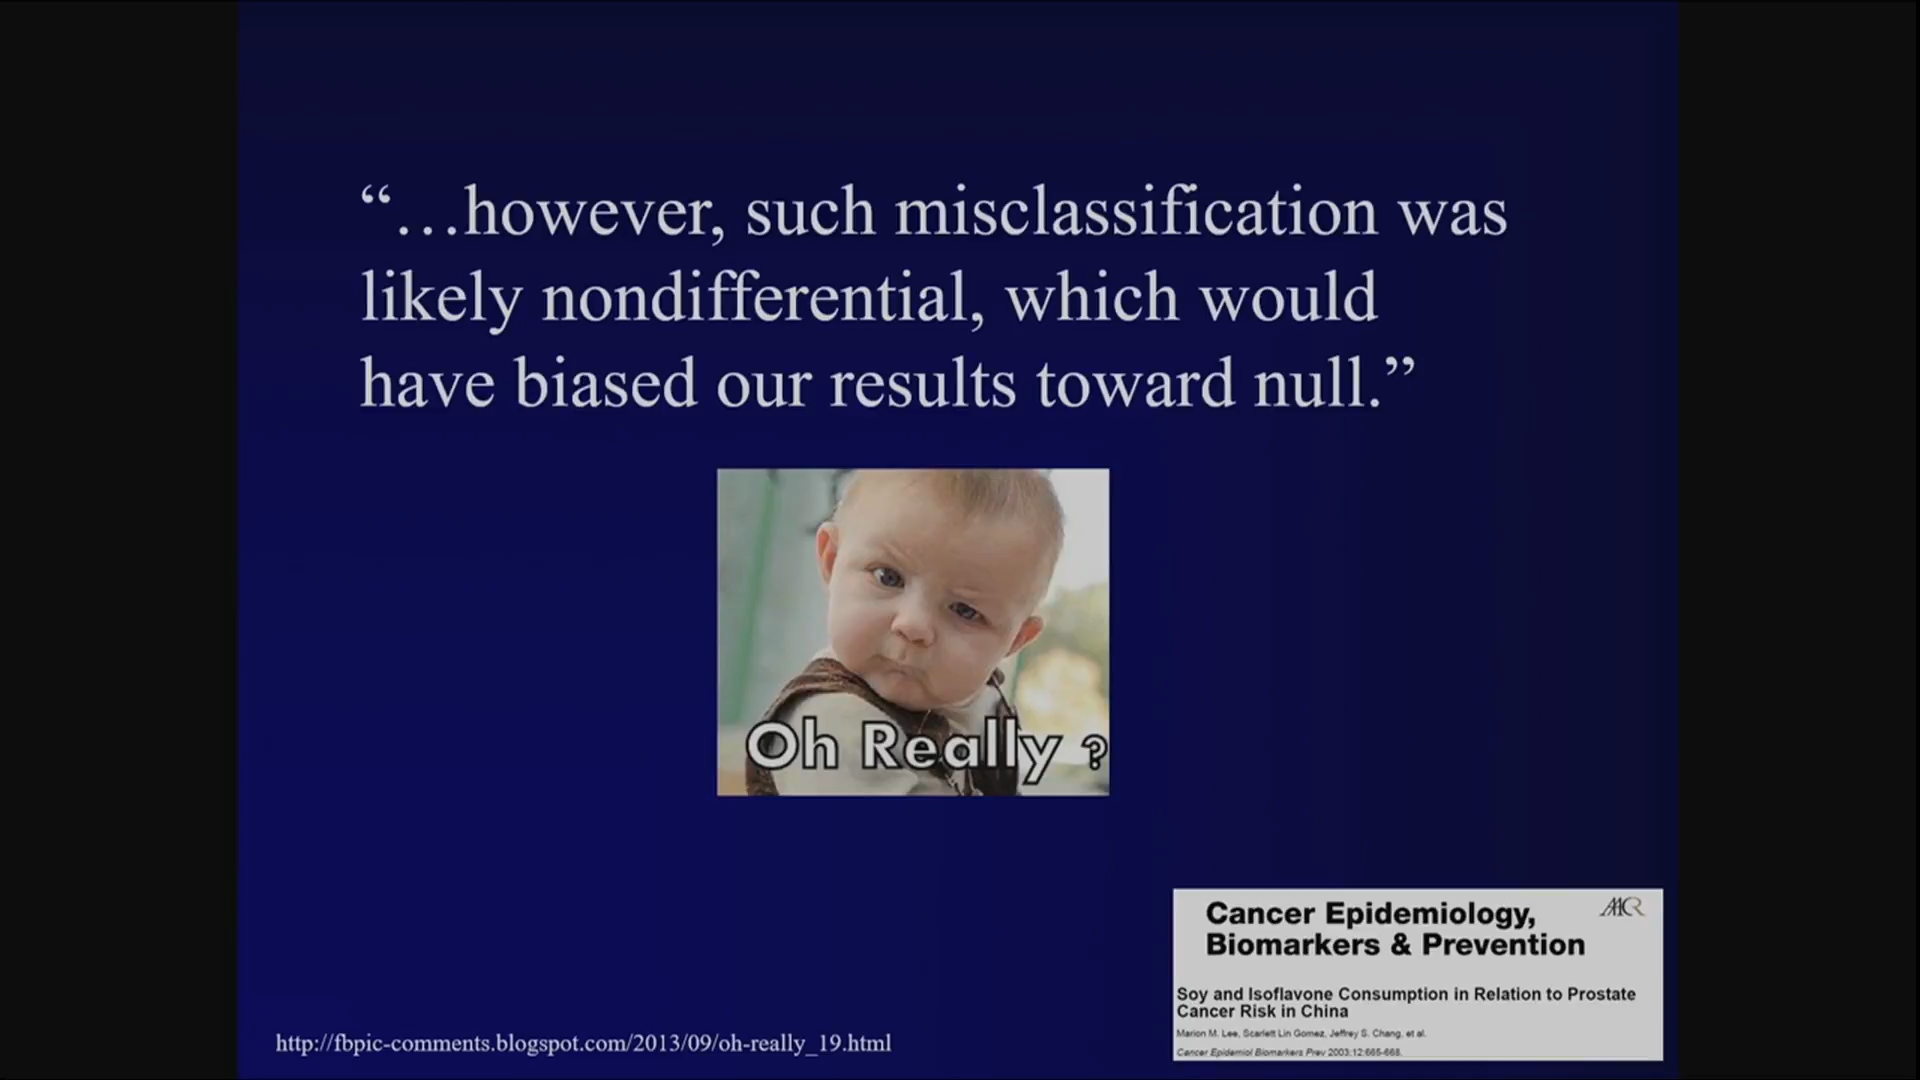 “…however, such misclassification was
likely nondifferential, which would
have biased our results toward null.”
Oh Really ?
Cancer Epidemiology,
Biomarkers & Prevention
AACR
Soy and Isoflavone Consumption in Relation to Prostate
Cancer Risk in China
Marion M. Lee, Scarlett Lin Gomez, Jeffrey S. Chang, et al.
Cancer Epidemiol Biomarkers Prev 2003;12:665-668.
http://fbpic-comments.blogspot.com/2013/09/oh-really_19.html